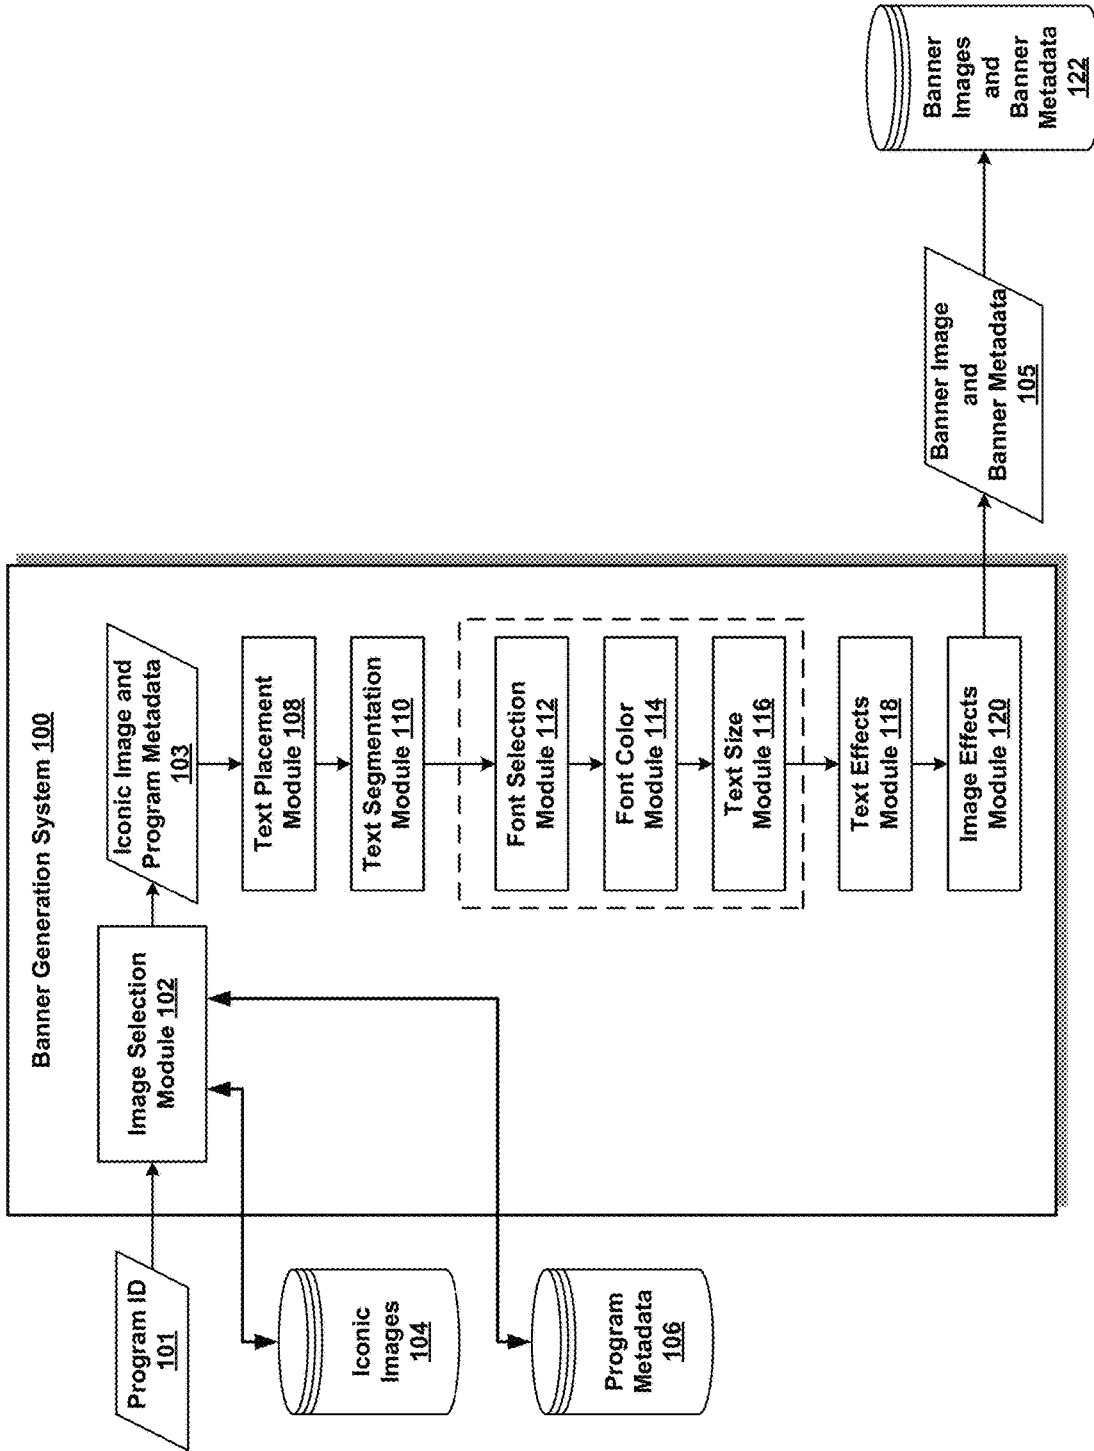 Banner Generation System 100
Program ID
101
Image Selection
Module 102
Iconic Image and
Program Metadata
103
Iconic
Images
104
Program
Metadata
106
Text Placement
Module 108
Text Segmentation
Module 110
Font Selection
Module 112
Font Color
Module 114
Text Size
Module 116
Text Effects
Module 118
Image Effects
Module 120
Banner Image
and
Banner Metadata
105
Banner
Images
and
Banner
Metadata
122